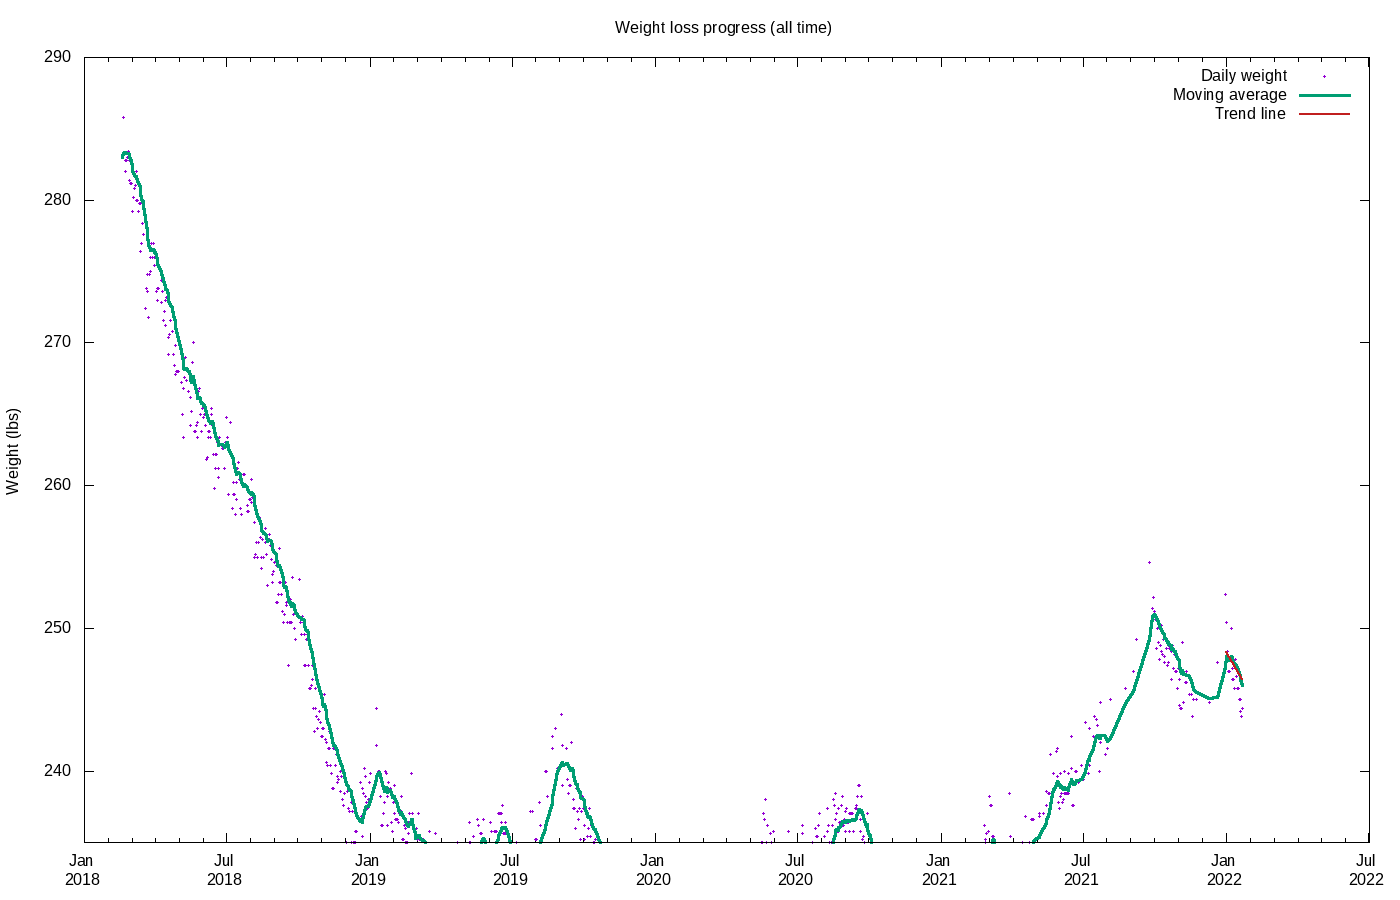 Weight loss progress (all time)
Daily weight
Moving average
Trend line
Weight (lbs)
290
280
270
260
250
240
Jan Jul Jan Jul Jan Jul Jan Jul Jan Jul
2018 2018 2019 2019 2020 2020 2021 2021 2022 2022